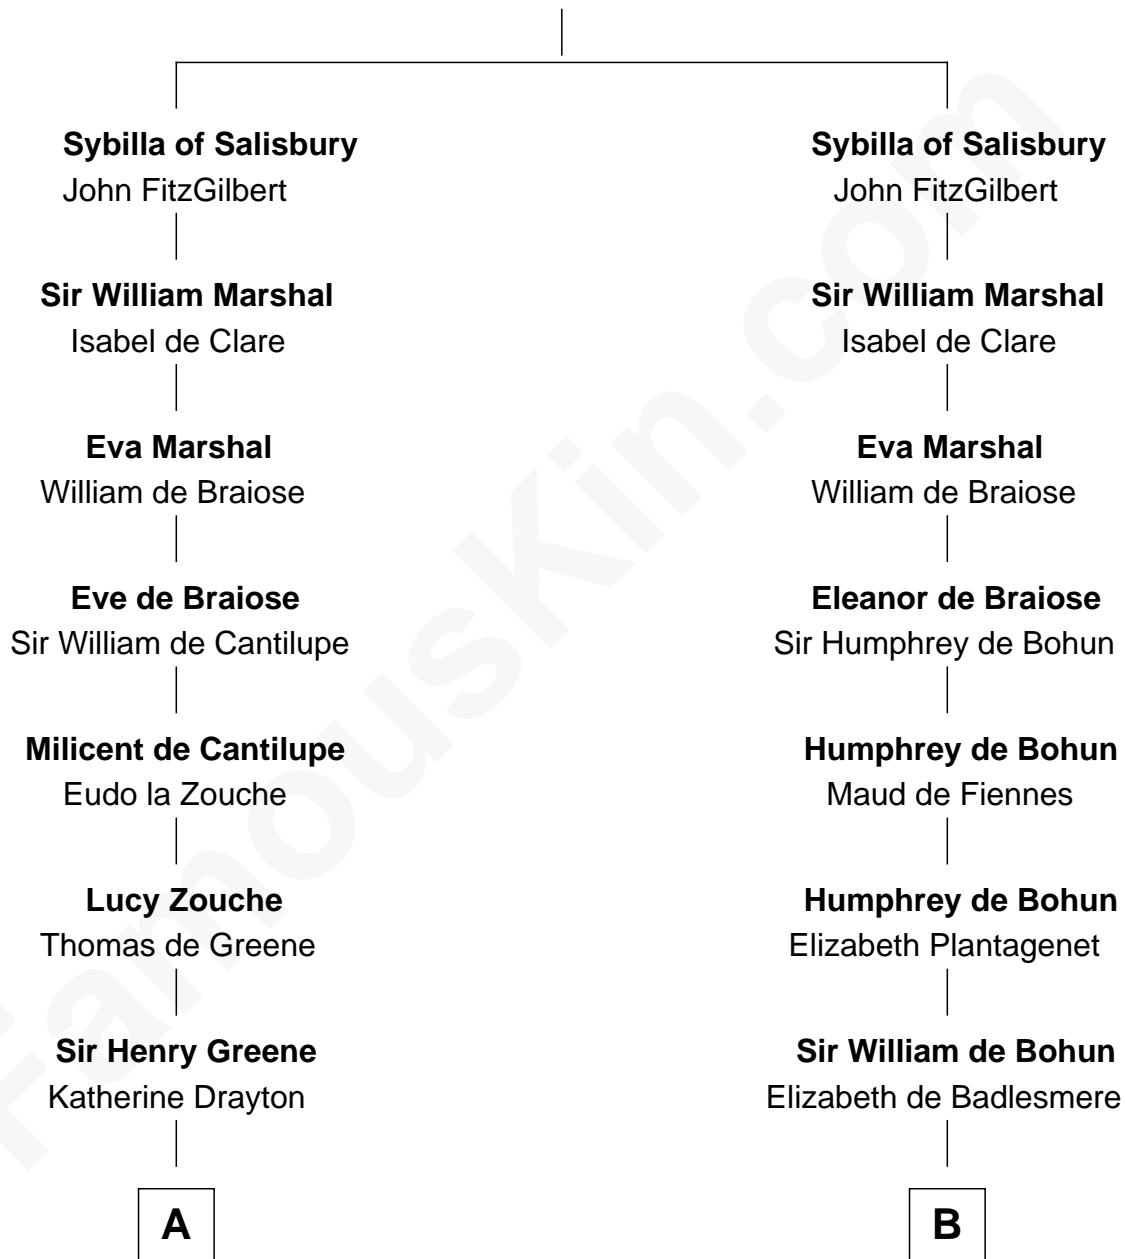 Sybilla of Salisbury
John FitzGilbert
Sir William Marshal
Isabel de Clare
Eva Marshal
William de Braiose
Eve de Braiose
Sir William de Cantilupe
Milicent de Cantilupe
Eudo la Zouche
Lucy Zouche
Thomas de Greene
Sir Henry Greene
Katherine Drayton
A
Sybilla of Salisbury
John FitzGilbert
Sir William Marshal
Isabel de Clare
Eva Marshal
William de Braiose
Eleanor de Braiose
Sir Humphrey de Bohun
Humphrey de Bohun
Maud de Fiennes
Humphrey de Bohun
Elizabeth Plantagenet
Sir William de Bohun
Elizabeth de Badlesmere
B
FamousKin.com